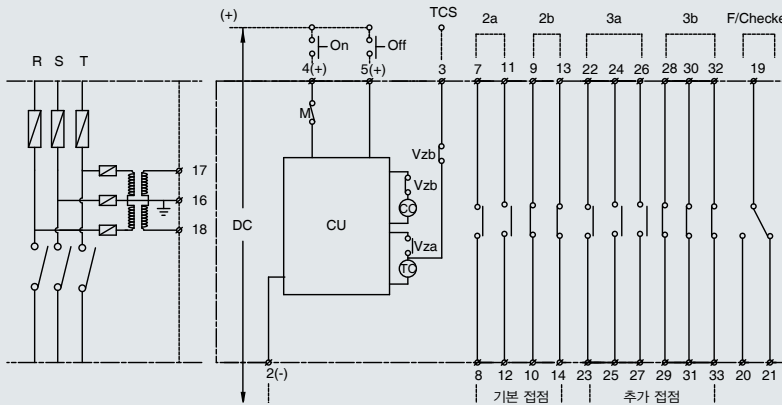 (+) TCS 2a 2b 3a 3b F/Checke
On Off
R S T
4(+) 5(+) 3 7 11 9 13 22 24 26 28 30 32 19
M
Vzb
17
Vzb
16
CC
DC CU
18
Vza
TC
2(-) 8 12 10 14 23 25 27 29 31 33 20 21
기본 접점 추가 접점